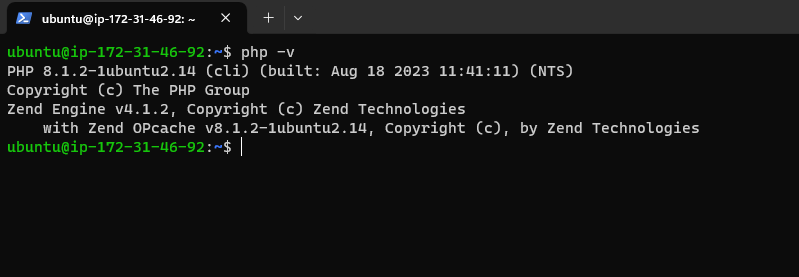 ubuntu@ip-172-31-46-92: ~
ubuntu@ip-172-31-46-92:~$ php -v
PHP 8.1.2-1ubuntu2.14 (cli) (built: Aug 18 2023 11:41:11) (NTS)
Copyright (c) The PHP Group
Zend Engine v4.1.2, Copyright (c) Zend Technologies
    with Zend OPcache v8.1.2-1ubuntu2.14, Copyright (c), by Zend Technologies
ubuntu@ip-172-31-46-92:~$